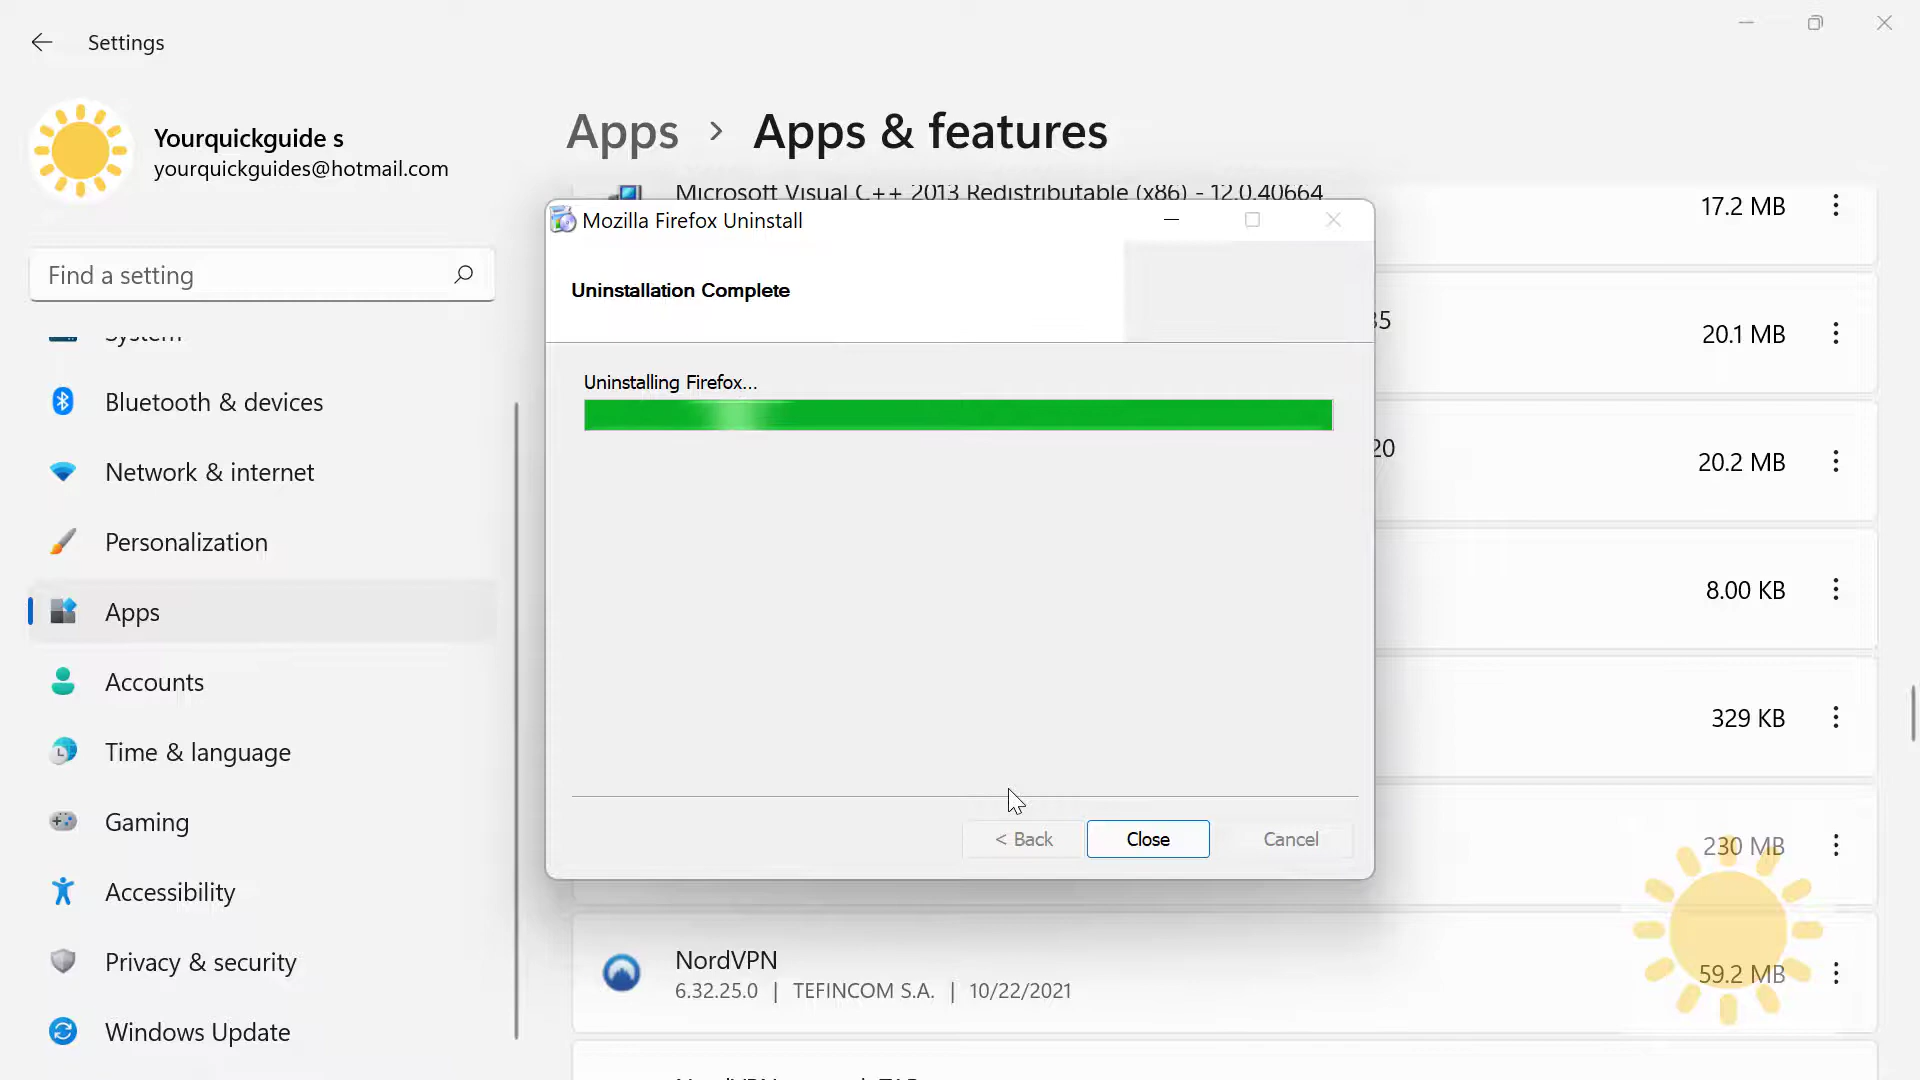 Settings
Yourquickguide s
yourquickguides@hotmail.com
Find a setting
System
Bluetooth & devices
Network & internet
Personalization
Apps
Accounts
Time & language
Gaming
Accessibility
Privacy & security
Windows Update
Apps > Apps & features
Microsoft Visual C++ 2013 Redistributable (x86) - 12.0.40664
17.2 MB
35
20.1 MB
20
20.2 MB
8.00 KB
329 KB
230 MB
NordVPN
6.32.25.0 | TEFINCOM S.A. | 10/22/2021
59.2 MB
Mozilla Firefox Uninstall
Uninstallation Complete
Uninstalling Firefox...
< Back
Close
Cancel